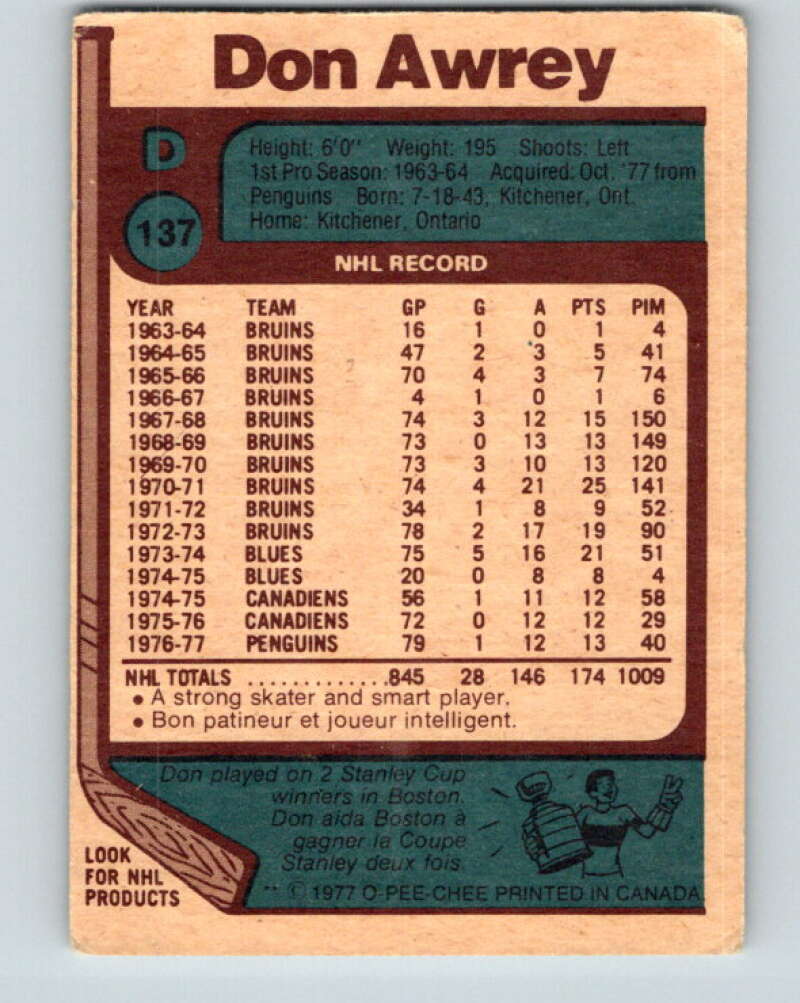 Don Awrey
D
137
Height: 6'0" Weight: 195 Shoots: Left
1st Pro Season: 1963-64 Acquired: Oct. '77 from
Penguins Born: 7-18-43, Kitchener, Ont.
Home: Kitchener, Ontario
NHL RECORD
YEAR TEAM GP G A PTS PIM
1963-64 BRUINS 16 1 0 1 4
1964-65 BRUINS 47 2 3 5 41
1965-66 BRUINS 70 4 3 7 74
1966-67 BRUINS 4 1 0 1 6
1967-68 BRUINS 74 3 12 15 150
1968-69 BRUINS 73 0 13 13 149
1969-70 BRUINS 73 3 10 13 120
1970-71 BRUINS 74 4 21 25 141
1971-72 BRUINS 34 1 8 9 52
1972-73 BRUINS 78 2 17 19 90
1973-74 BLUES 75 5 16 21 51
1974-75 BLUES 20 0 8 8 4
1974-75 CANADIENS 56 1 11 12 58
1975-76 CANADIENS 72 0 12 12 29
1976-77 PENGUINS 79 1 12 13 40
NHL TOTALS .............845 28 146 174 1009
• A strong skater and smart player.
• Bon patineur et joueur intelligent.
Don played on 2 Stanley Cup
winners in Boston.
Don aida Boston à
gagner la Coupe
Stanley deux fois.
LOOK
FOR NHL
PRODUCTS
** © 1977 O-PEE-CHEE PRINTED IN CANADA